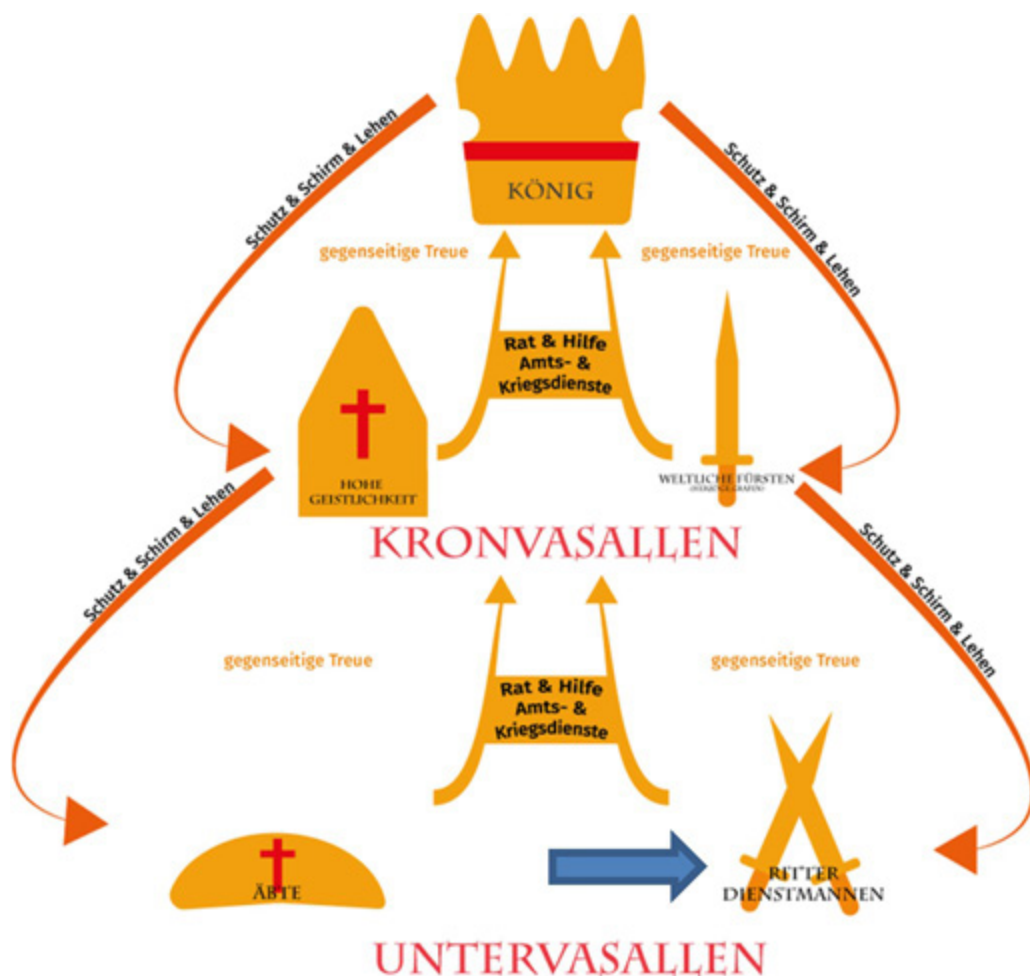 KÖNIG
Schutz & Schirm & Lehen
Schutz & Schirm & Lehen
gegenseitige Treue
gegenseitige Treue
Rat & Hilfe
Amts- &
Kriegsdienste
HOHE
GEISTLICHKEIT
WELTLICHE FÜRSTEN
(HERZÖGE, GRAFEN)
KRONVASALLEN
Schutz & Schirm & Lehen
Schutz & Schirm & Lehen
gegenseitige Treue
gegenseitige Treue
Rat & Hilfe
Amts- &
Kriegsdienste
ÄBTE
RITTER
DIENSTMANNEN
UNTERVASALLEN